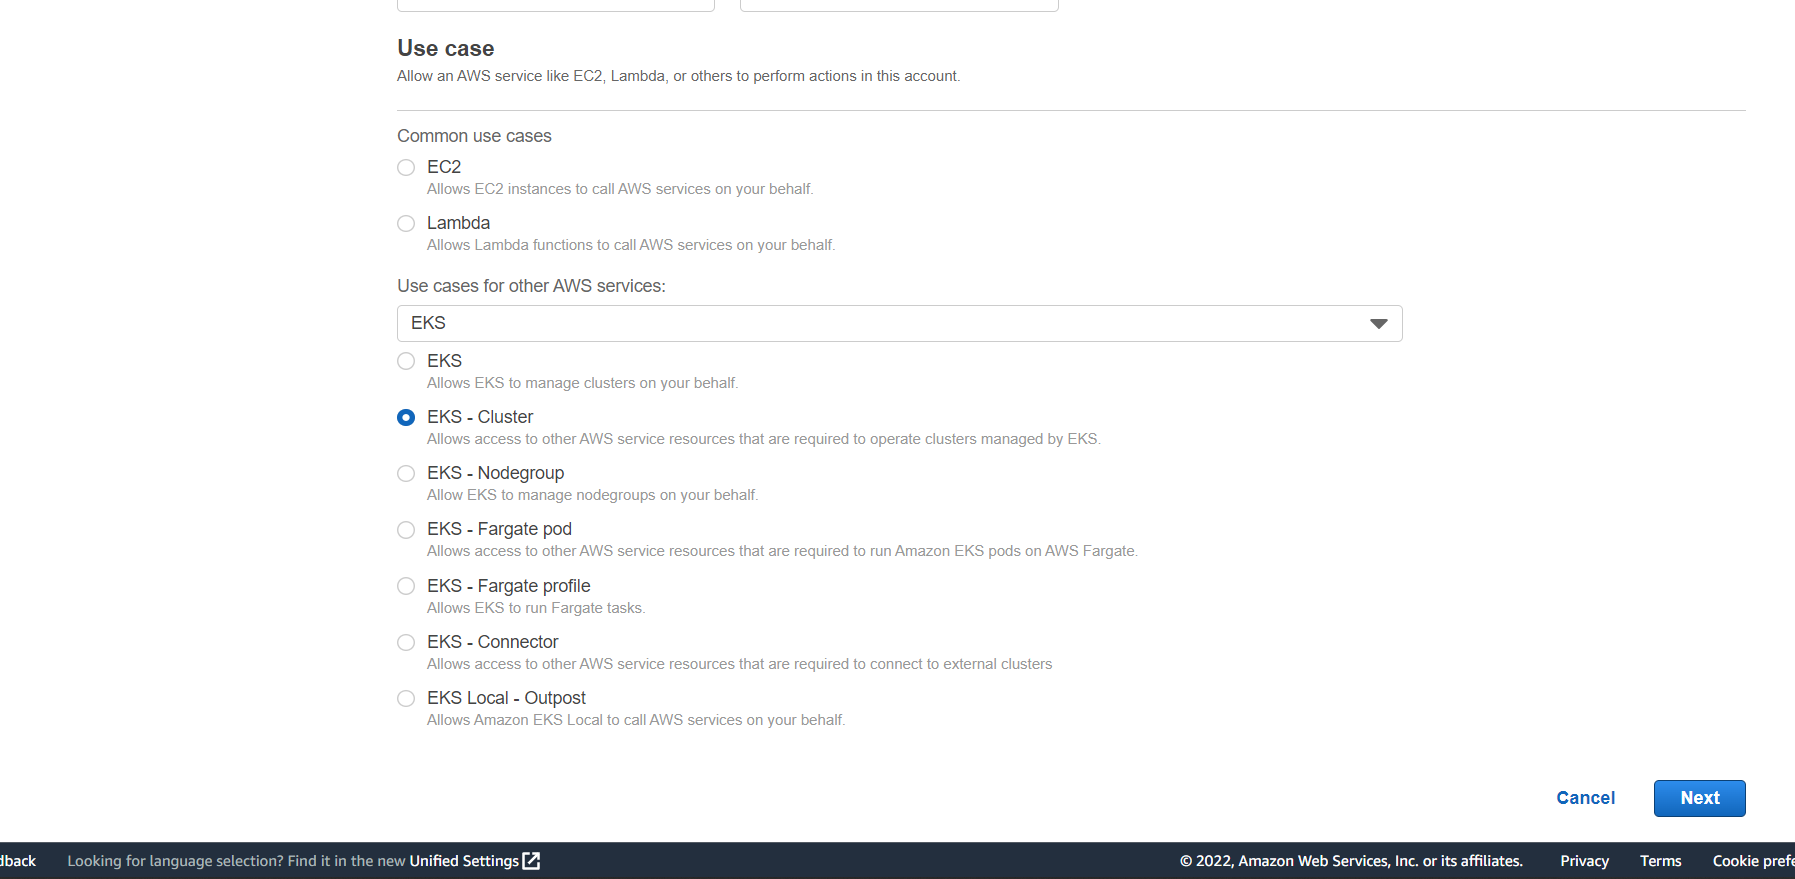 Use case
Allow an AWS service like EC2, Lambda, or others to perform actions in this account.
Common use cases
EC2
Allows EC2 instances to call AWS services on your behalf.
Lambda
Allows Lambda functions to call AWS services on your behalf.
Use cases for other AWS services:
EKS
EKS
Allows EKS to manage clusters on your behalf.
EKS - Cluster
Allows access to other AWS service resources that are required to operate clusters managed by EKS.
EKS - Nodegroup
Allow EKS to manage nodegroups on your behalf.
EKS - Fargate pod
Allows access to other AWS service resources that are required to run Amazon EKS pods on AWS Fargate.
EKS - Fargate profile
Allows EKS to run Fargate tasks.
EKS - Connector
Allows access to other AWS service resources that are required to connect to external clusters
EKS Local - Outpost
Allows Amazon EKS Local to call AWS services on your behalf.
Cancel Next
dback Looking for language selection? Find it in the new Unified Settings © 2022, Amazon Web Services, Inc. or its affiliates. Privacy Terms Cookie prefe